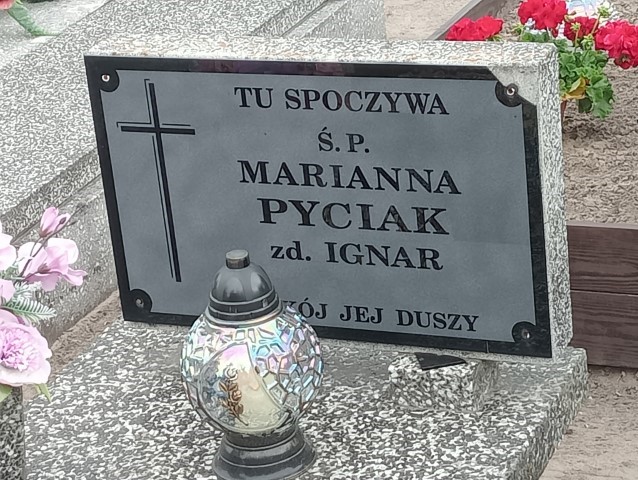 TU SPOCZYWA
Ś. P.
MARIANNA
PYCIAK
zd. IGNAR
JEJ DUSZY